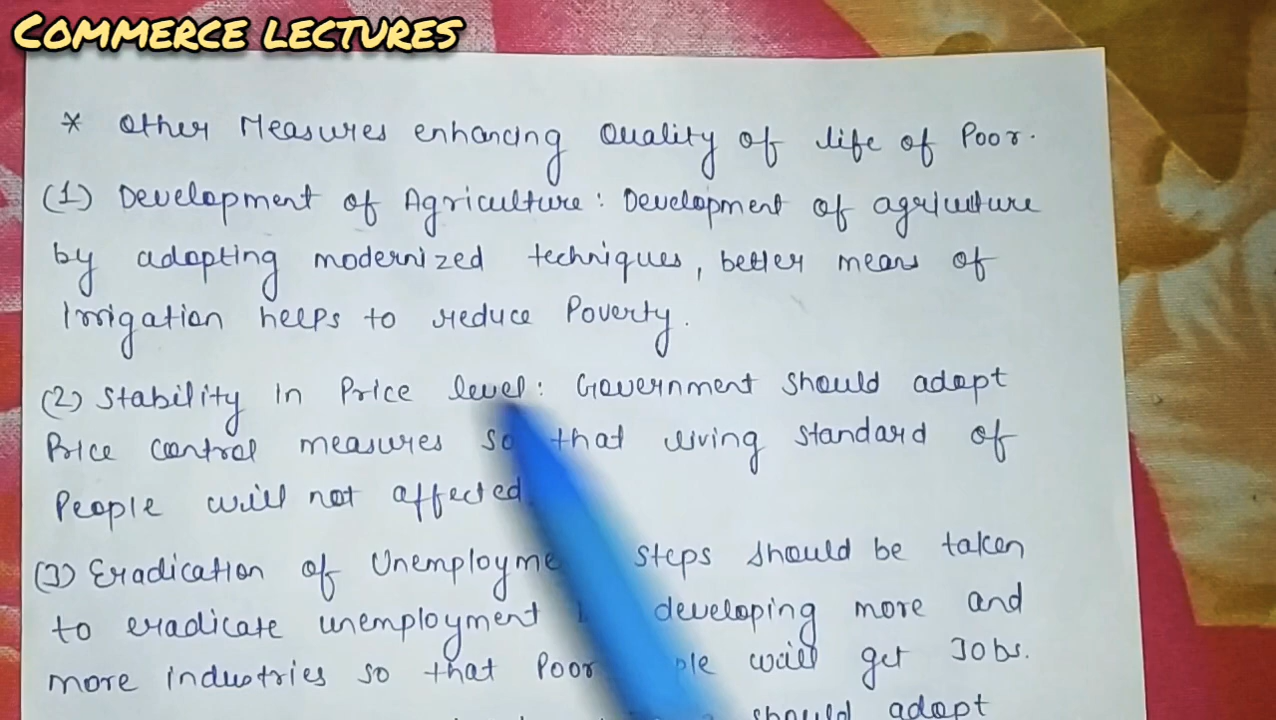 COMMERCE LECTURES
* Other Measures enhancing Quality of life of Poor.
(1) Development of Agriculture: Development of agriculture
by adopting modernized techniques, better means of
Irrigation helps to reduce Poverty.
(2) Stability in Price level: Government should adopt
Price control measures so that living standard of
People will not affected.
(3) Eradication of Unemployme steps should be taken
to eradicate unemployment developing more and
more industries so that Poor ple will get Jobs.
should adopt